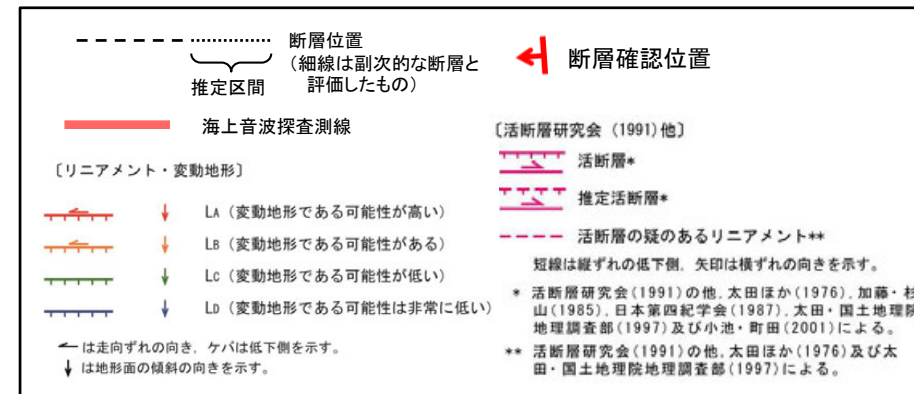 断層位置
（細線は副次的な断層と
評価したもの）
推定区間
断層確認位置
海上音波探査測線
〔リニアメント・変動地形〕
LA（変動地形である可能性が高い）
LB（変動地形である可能性がある）
LC（変動地形である可能性が低い）
LD（変動地形である可能性は非常に低い）
は走向ずれの向き、ケバは低下側を示す。
は地形面の傾斜の向きを示す。
〔活断層研究会（1991）他〕
活断層*
推定活断層*
活断層の疑のあるリニアメント**
短線は縦ずれの低下側、矢印は横ずれの向きを示す。
* 活断層研究会(1991)の他、太田ほか(1976)、加藤・杉
山(1985)、日本第四紀学会(1987)、太田・国土地理院
地理調査部(1997)及び小池・町田(2001)による。
** 活断層研究会(1991)の他、太田ほか(1976)及び太
田・国土地理院地理調査部(1997)による。